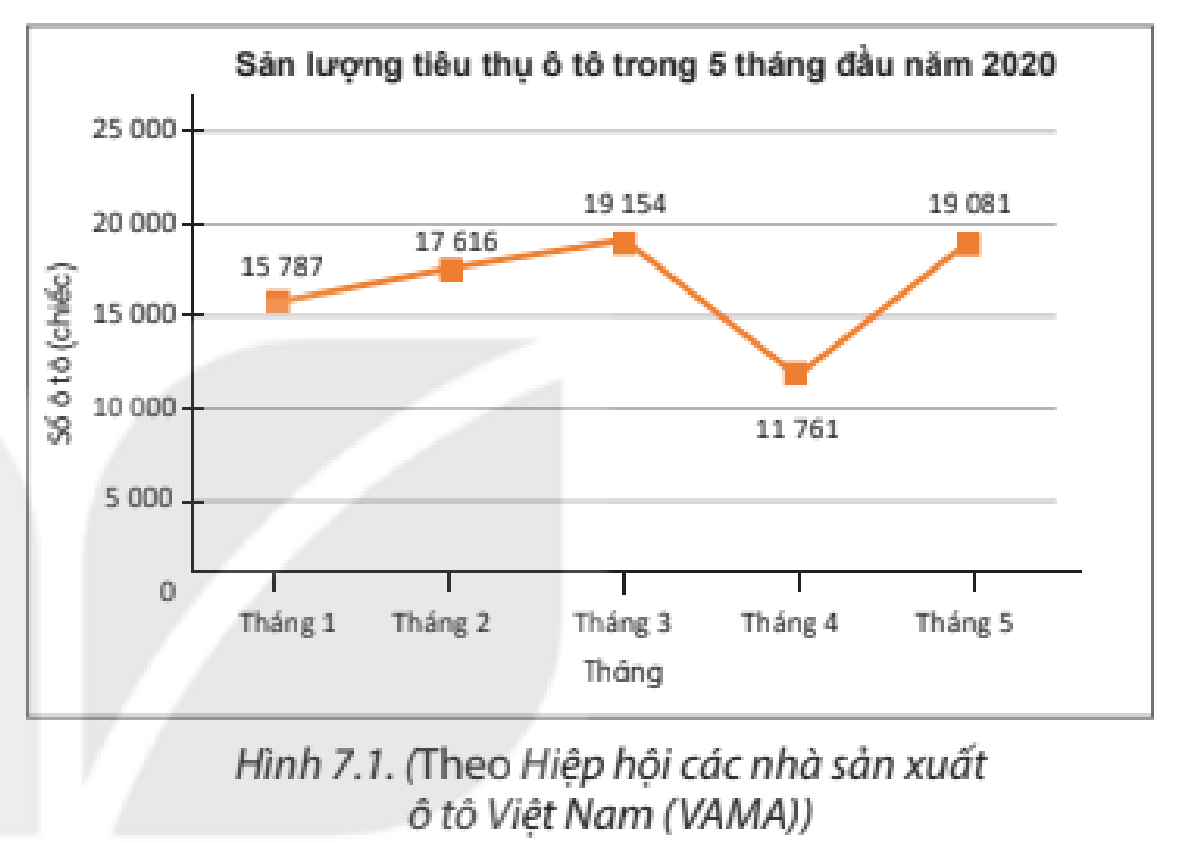 Sản lượng tiêu thụ ô tô trong 5 tháng đầu năm 2020
25 000
20 000
15 000
10 000
5 000
0
Số ô tô (chiếc)
15 787
17 616
19 154
11 761
19 081
Tháng 1
Tháng 2
Tháng 3
Tháng 4
Tháng 5
Tháng
Hình 7.1. (Theo Hiệp hội các nhà sản xuất
ô tô Việt Nam (VAMA))